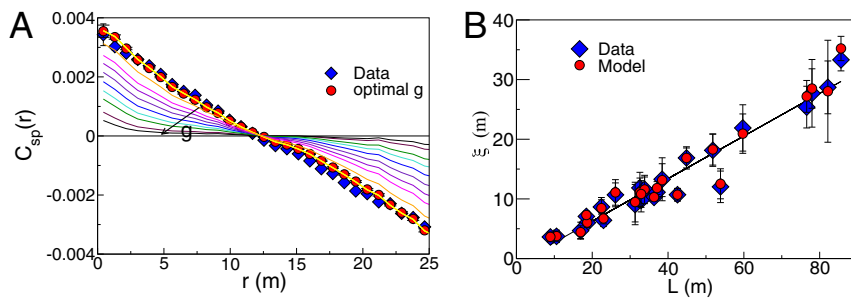 A
0.004
0.002
0
-0.002
-0.004
C_sp(r)
Data
optimal g
g
0 5 10 15 20 25
r (m)
B
40
30
20
10
0
ξ (m)
Data
Model
0 20 40 60 80
L (m)